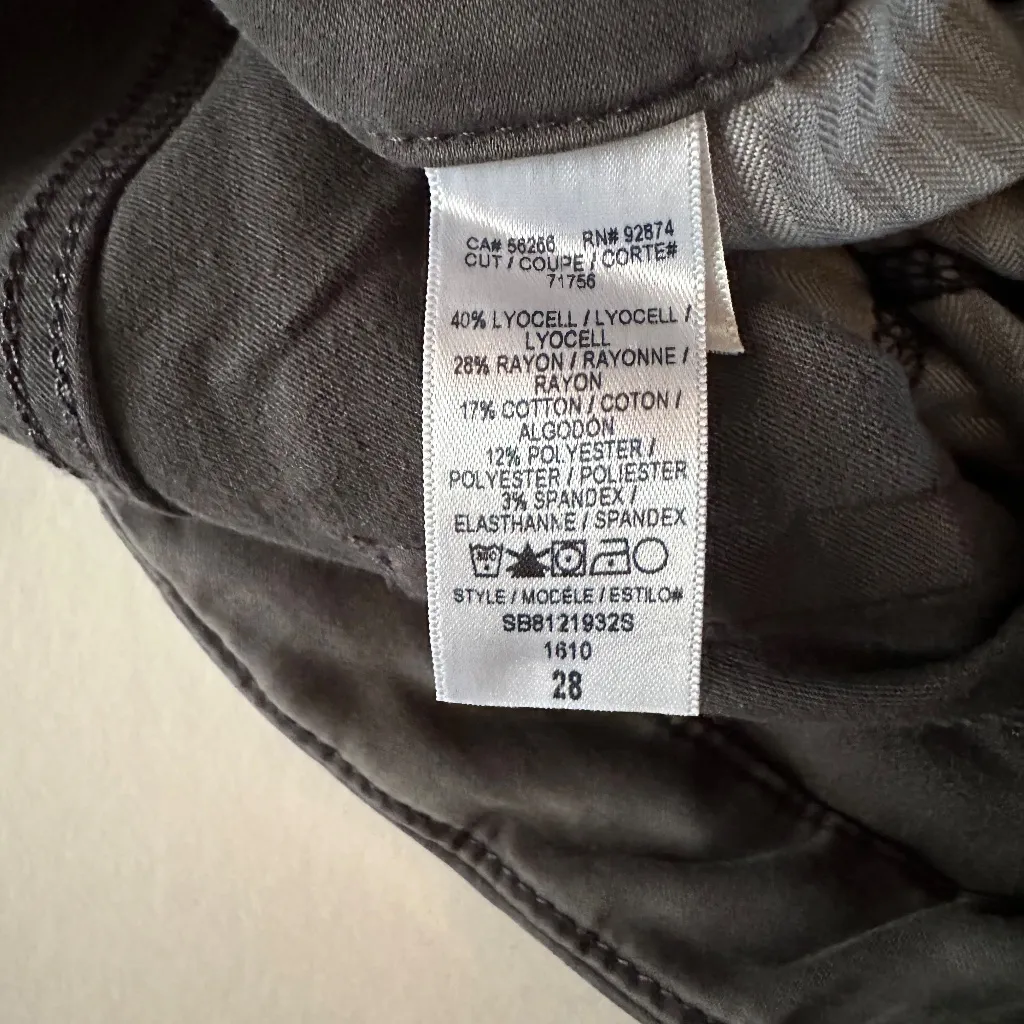 CA# 56266 RN# 92874
CUT / COUPE / CORTE#
71756
40% LYOCELL / LYOCELL /
LYOCELL
28% RAYON / RAYONNE /
RAYON
17% COTTON / COTON /
ALGODON
12% POLYESTER /
POLYESTER / POLIESTER
3% SPANDEX /
ELASTHANNE / SPANDEX
STYLE / MODÈLE / ESTILO#
SB8121932S
1610
28